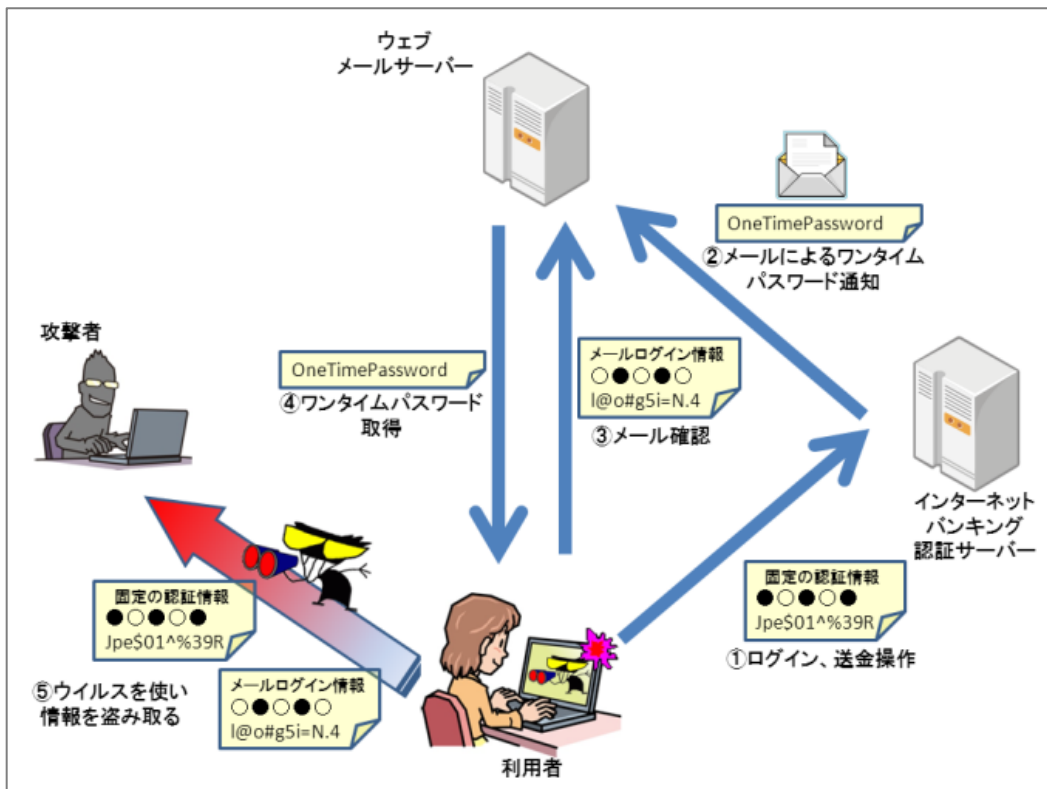 ウェブ
メールサーバー
OneTimePassword
②メールによるワンタイム
パスワード通知
攻撃者
OneTimePassword
④ワンタイムパスワード
取得
メールログイン情報
○●○●○
l@o#g5i=N.4
③メール確認
インターネット
バンキング
認証サーバー
固定の認証情報
●○●○●
Jpe$01^%39R
①ログイン、送金操作
固定の認証情報
●○●○●
Jpe$01^%39R
⑤ウイルスを使い
情報を盗み取る
メールログイン情報
○●○●○
l@o#g5i=N.4
利用者